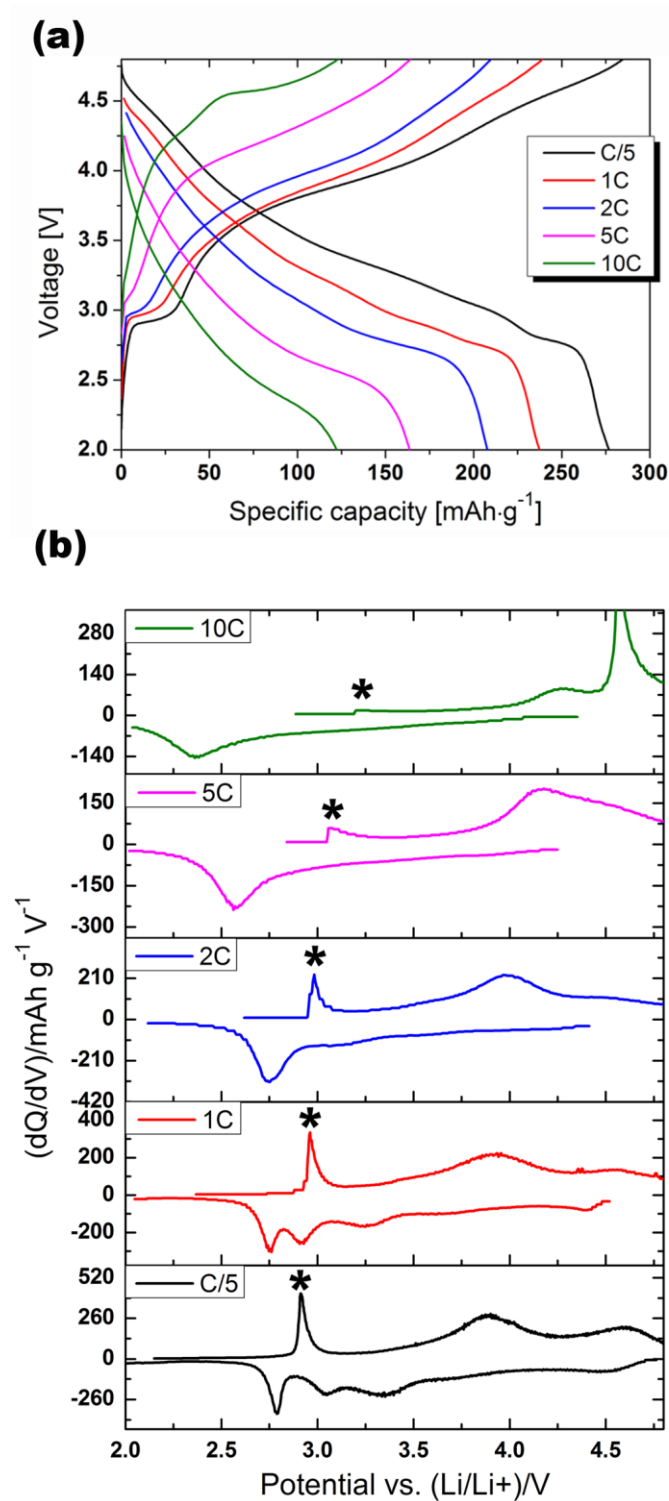 (a)
4.5
4.0
3.5
3.0
2.5
2.0
Voltage [V]
C/5
1C
2C
5C
10C
0 50 100 150 200 250 300
Specific capacity [mAh·g-1]
(b)
10C
*
280
140
0
-140
5C
*
150
0
-150
-300
2C
*
210
0
-210
-420
1C
*
400
200
0
-200
C/5
*
520
260
0
-260
(dQ/dV)/mAh g-1 V-1
2.0 2.5 3.0 3.5 4.0 4.5
Potential vs. (Li/Li+)/V